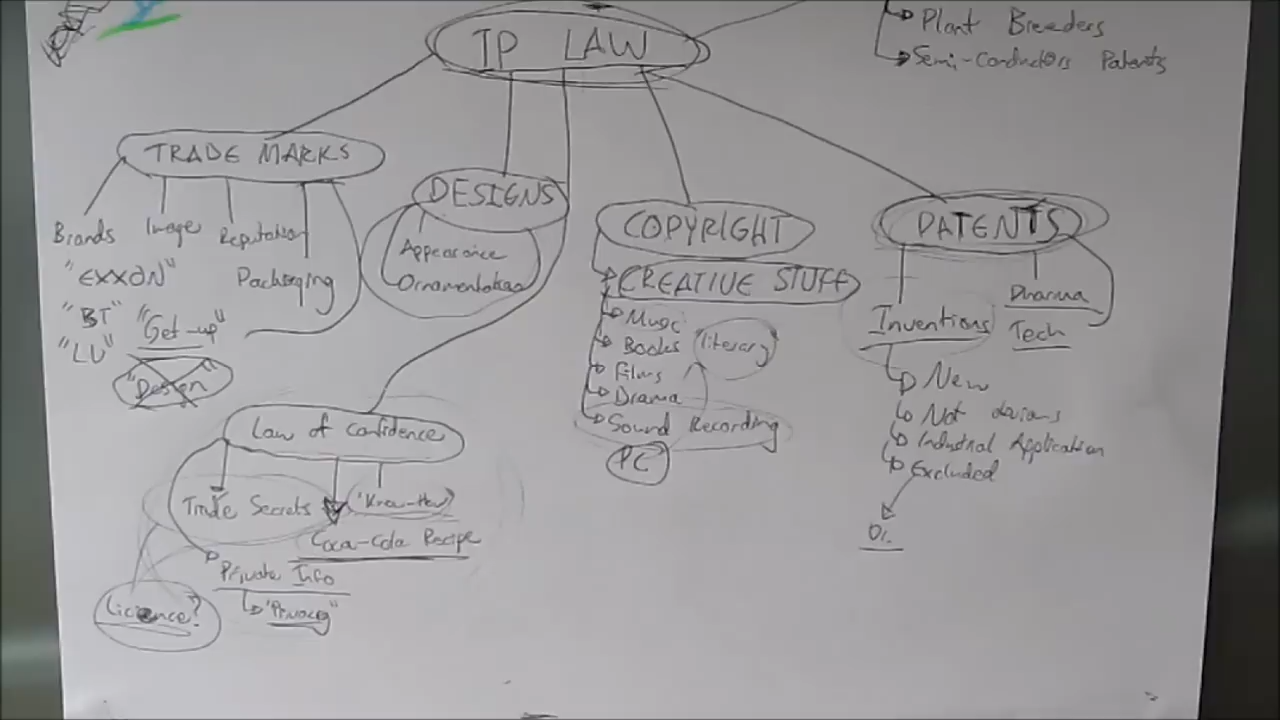 IP LAW
Plant Breeders
Semi-Conductors Patents
TRADE MARKS
Brands
Image
Reputation
"EXXON"
Packaging
"BT"
"Get-up"
"LV"
"Design"
DESIGNS
Appearance
Ornamentation
Law of Confidence
Trade Secrets
"Know-How"
Coca-Cola Recipe
Private Info
"Privacy"
Licience?
COPYRIGHT
CREATIVE STUFF
Music
Books
literary
Films
Drama
Sound Recording
PC
PATENTS
Inventions
Pharma
Tech
New
Not obvious
Industrial Application
Excluded